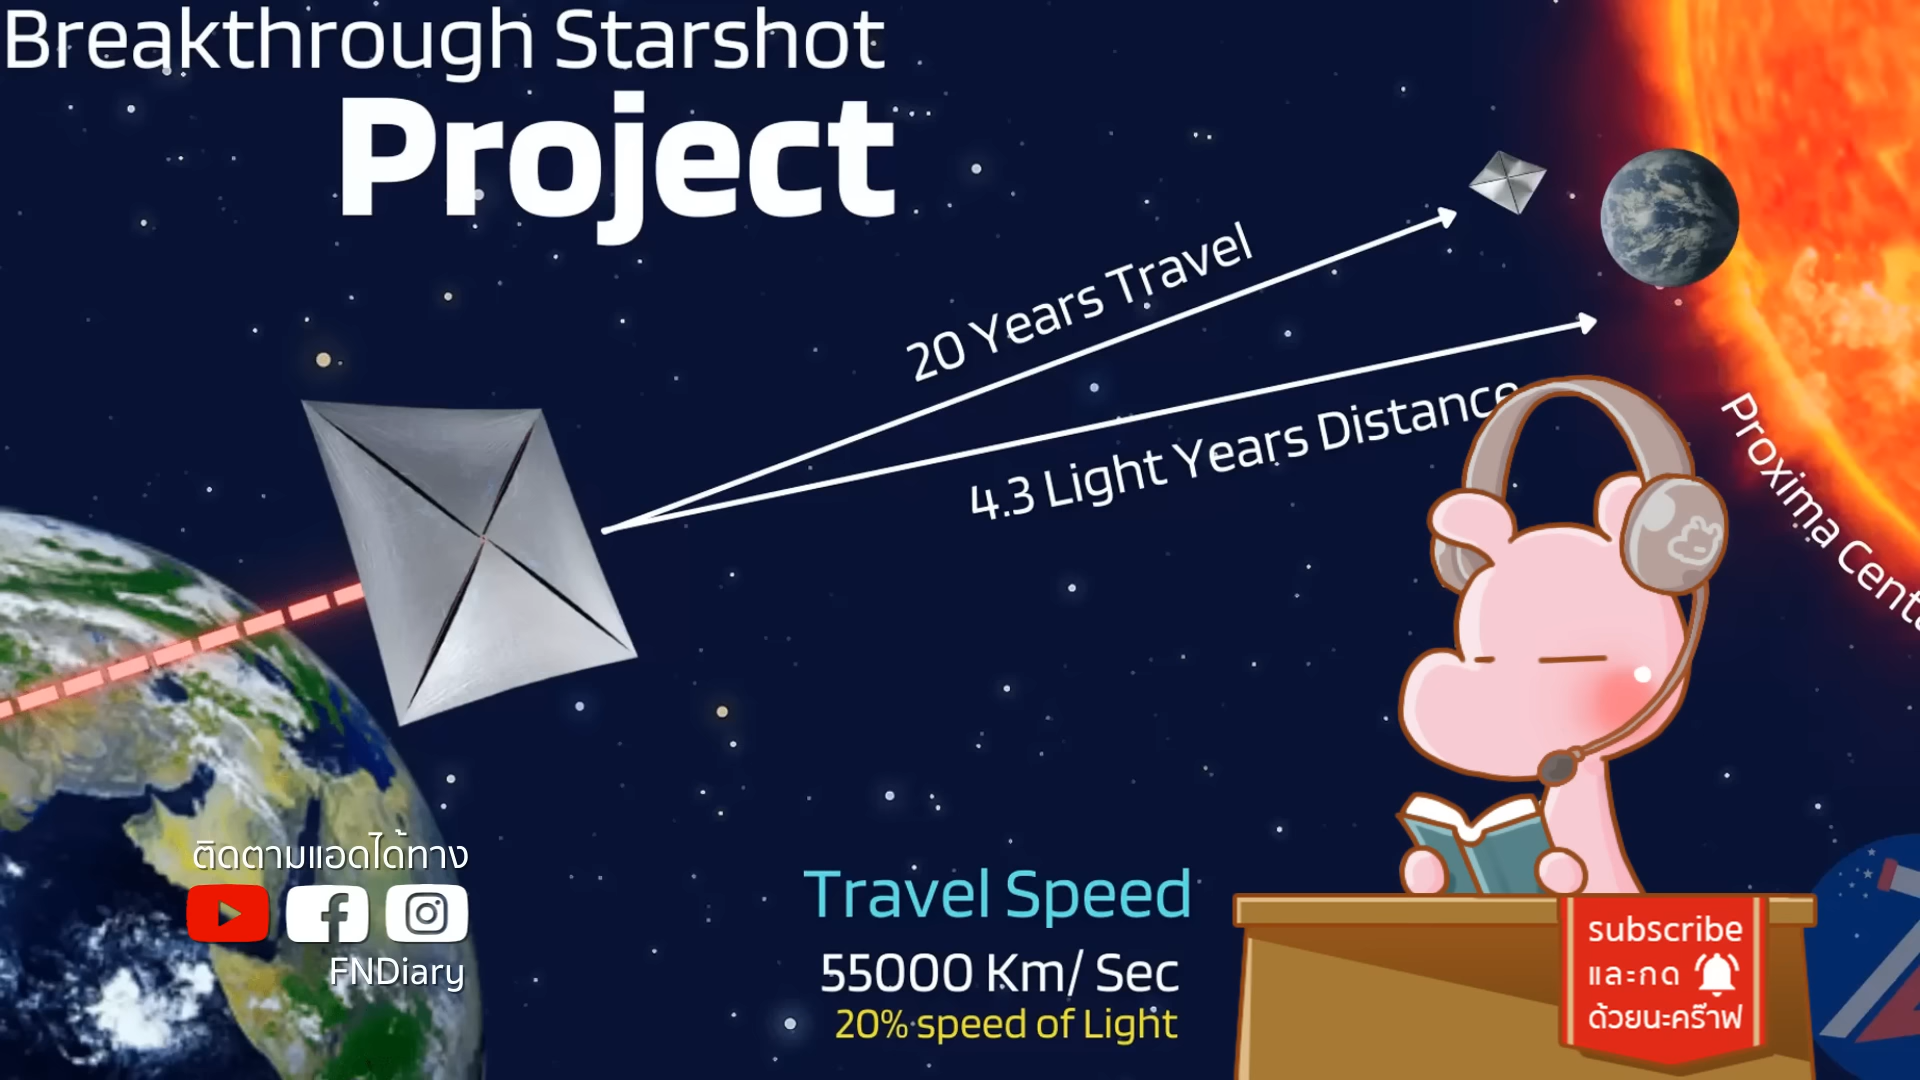 Breakthrough Starshot
Project
20 Years Travel
4.3 Light Years Distance
Proxima
Travel Speed
55000 Km/ Sec
20% speed of Light
ติดตามแอดได้ทาง
FNDiary
subscribe
และกด
ด้วยนะคร๊าฟ